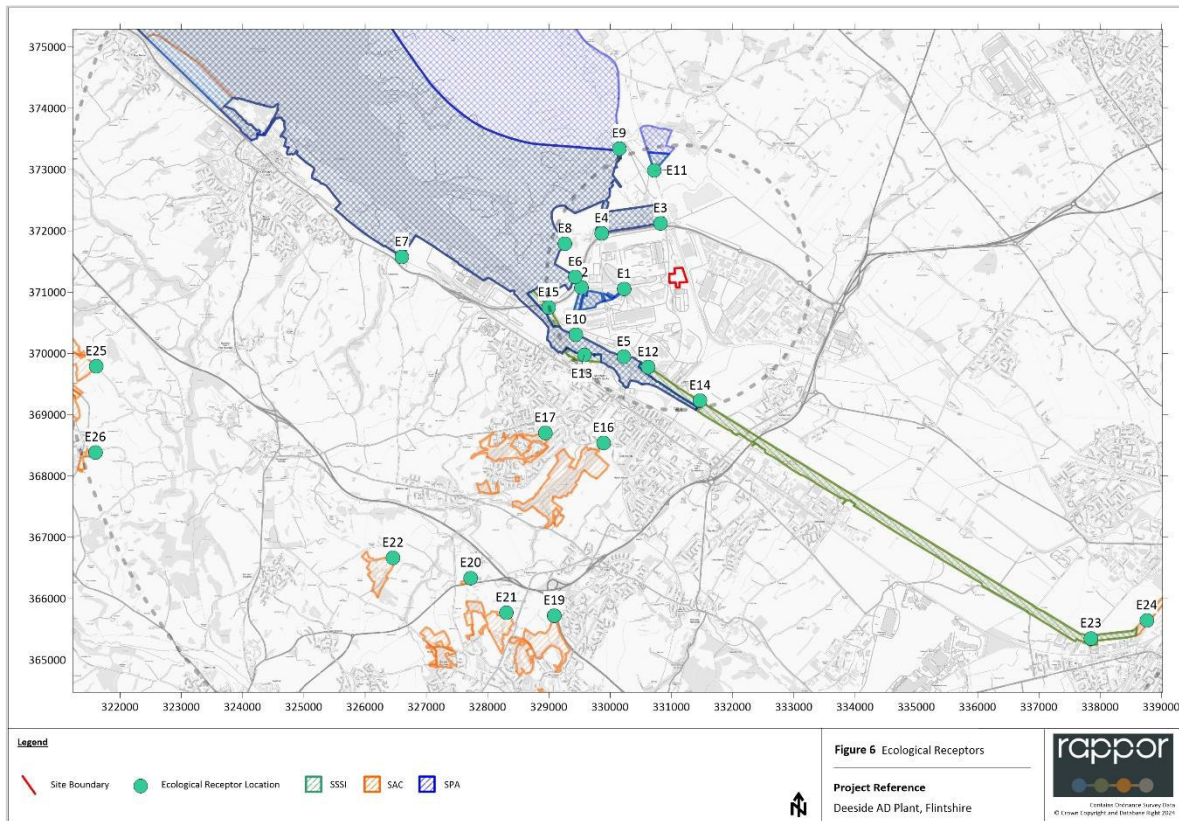 375000
374000
373000
372000
371000
370000
369000
368000
367000
366000
365000
E9
E11
E3
E4
E8
E7
E6
2
E1
E15
E10
E5
E12
E13
E14
E25
E26
E17
E16
E22
E20
E21
E19
E24
E23
322000 323000 324000 325000 326000 327000 328000 329000 330000 331000 332000 333000 334000 335000 336000 337000 338000 339000
Legend
Site Boundary Ecological Receptor Location SSSI SAC SPA
N
Figure 6 Ecological Receptors
Project Reference
Deeside AD Plant, Flintshire
rappor
Contains Ordnance Survey Data
© Crown Copyright and Database Right 2024